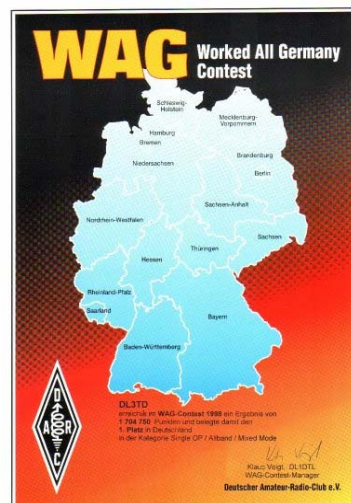 WAG Worked All Germany
Contest
Schleswig-
Holstein
Mecklenburg-
Vorpommern
Hamburg
Bremen
Niedersachsen
Brandenburg
Berlin
Sachsen-Anhalt
Nordrhein-Westfalen
Sachsen
Thüringen
Hessen
Rheinland-Pfalz
Saarland
Bayern
Baden-Württemberg
DL3TD
erreichte im WAG-Contest 1998 ein Ergebnis von
1 704 780 Punkten und belegte damit den
1. Platz in Deutschland
in der Kategorie Single OP / Allband / Mixed Mode
D
A R
C
Klaus Voigt, DL1DTL
WAG-Contest-Manager
Deutscher Amateur-Radio-Club e.V.